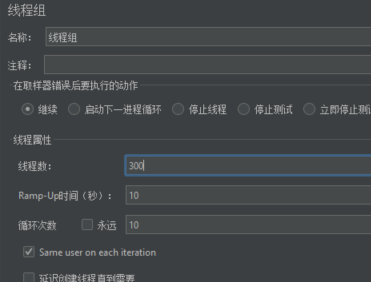 线程组
名称： 线程组
注释：
在取样器错误后要执行的动作
继续 启动下一进程循环 停止线程 停止测试 立即停止测
线程属性
线程数： 300
Ramp-Up时间（秒）： 10
循环次数 永远 10
Same user on each iteration
延迟创建线程直到需要